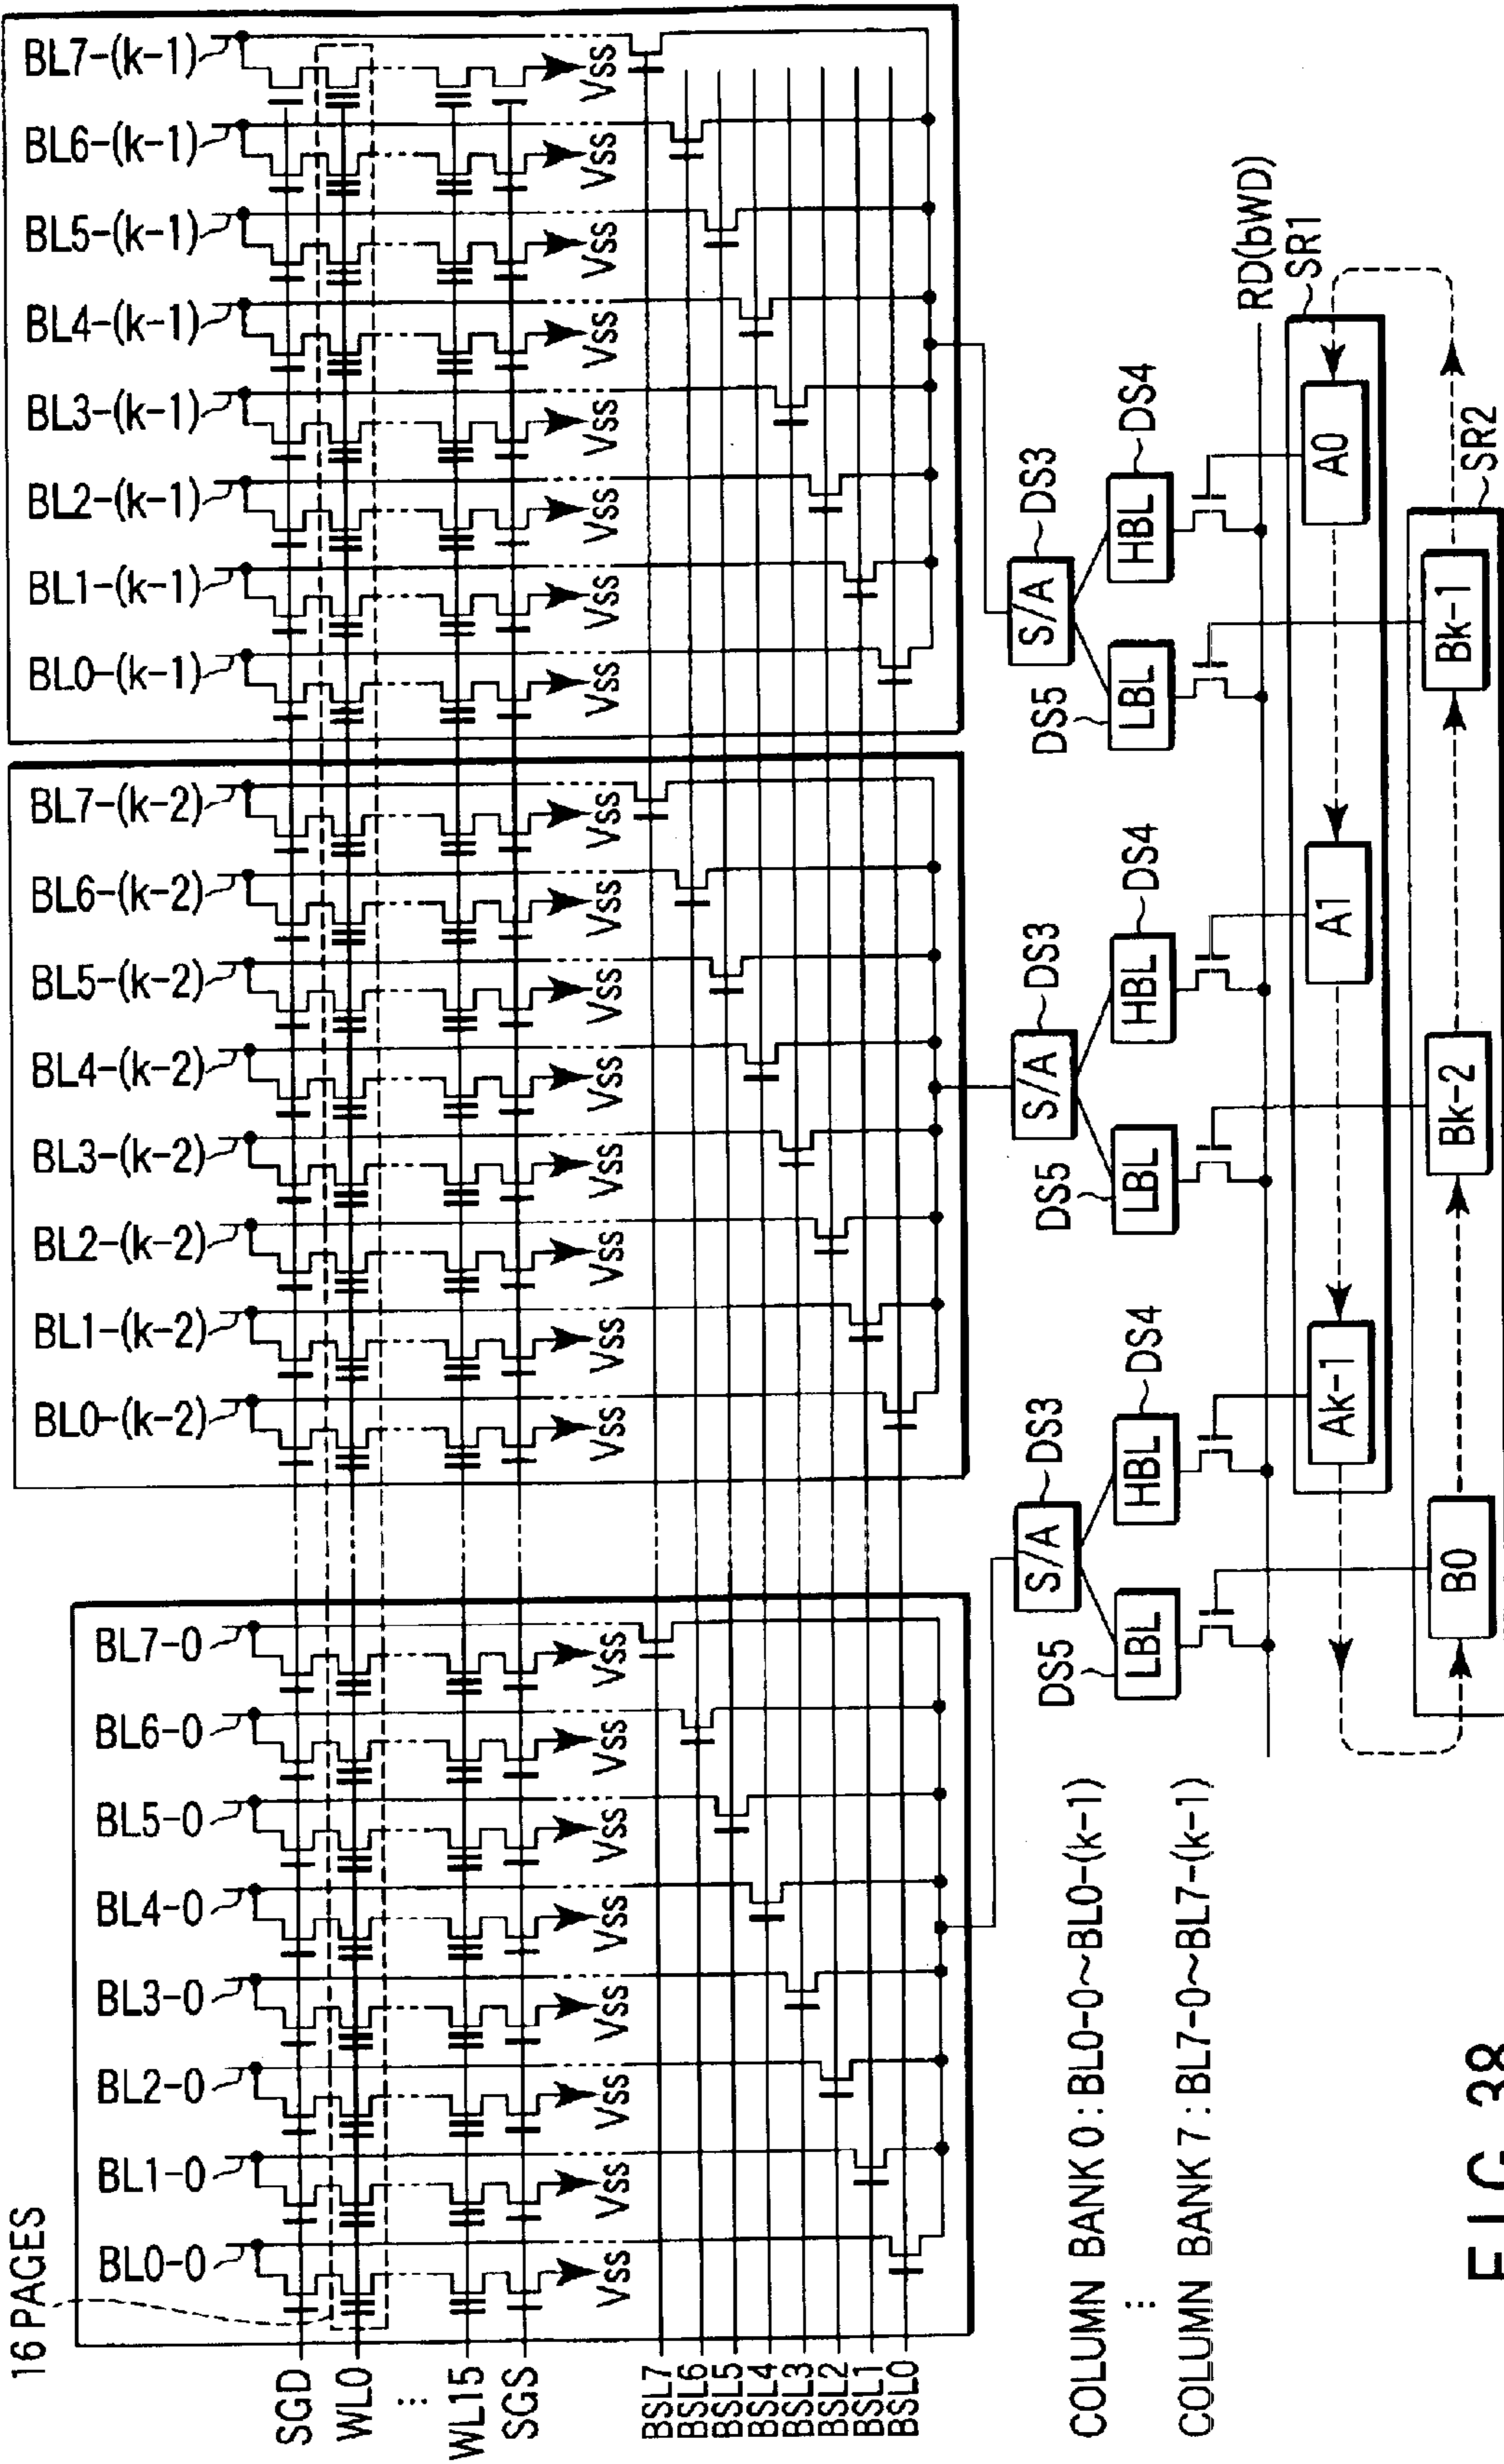 16 PAGES
BL0-0
BL1-0
BL2-0
BL3-0
BL4-0
BL5-0
BL6-0
BL7-0
BL0-(k-2)
BL1-(k-2)
BL2-(k-2)
BL3-(k-2)
BL4-(k-2)
BL5-(k-2)
BL6-(k-2)
BL7-(k-2)
BL0-(k-1)
BL1-(k-1)
BL2-(k-1)
BL3-(k-1)
BL4-(k-1)
BL5-(k-1)
BL6-(k-1)
BL7-(k-1)
SGD
WL0
⋮
WL15
SGS
Vss Vss Vss Vss Vss Vss Vss Vss
Vss Vss Vss Vss Vss Vss Vss Vss
Vss Vss Vss Vss Vss Vss Vss Vss
BSL7
BSL6
BSL5
BSL4
BSL3
BSL2
BSL1
BSL0
S/A DS3
S/A DS3
S/A DS3
DS5 LBL HBL DS4
DS5 LBL HBL DS4
DS5 LBL HBL DS4
COLUMN BANK 0 : BL0-0~BL0-(k-1)
⋮
COLUMN BANK 7 : BL7-0~BL7-(k-1)
RD(bWD)
SR1
Ak-1 A1 A0
B0 Bk-2 Bk-1
SR2
FIG. 38